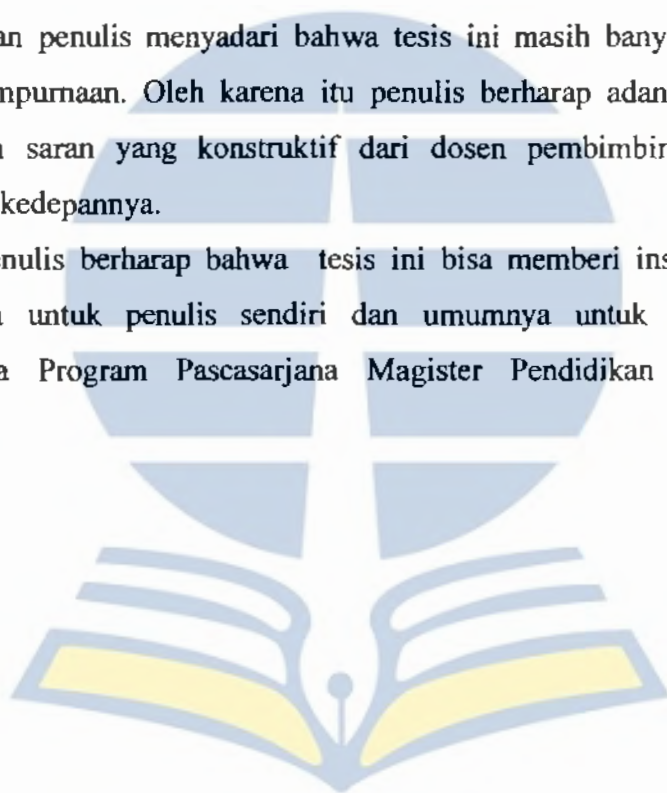 an penulis menyadari bahwa tesis ini masih bany
npurnaan. Oleh karena itu penulis berharap adan
saran yang konstruktif dari dosen pembimbin
kedepannya.
enulis berharap bahwa tesis ini bisa memberi ins
untuk penulis sendiri dan umumnya untuk
a Program Pascasarjana Magister Pendidikan